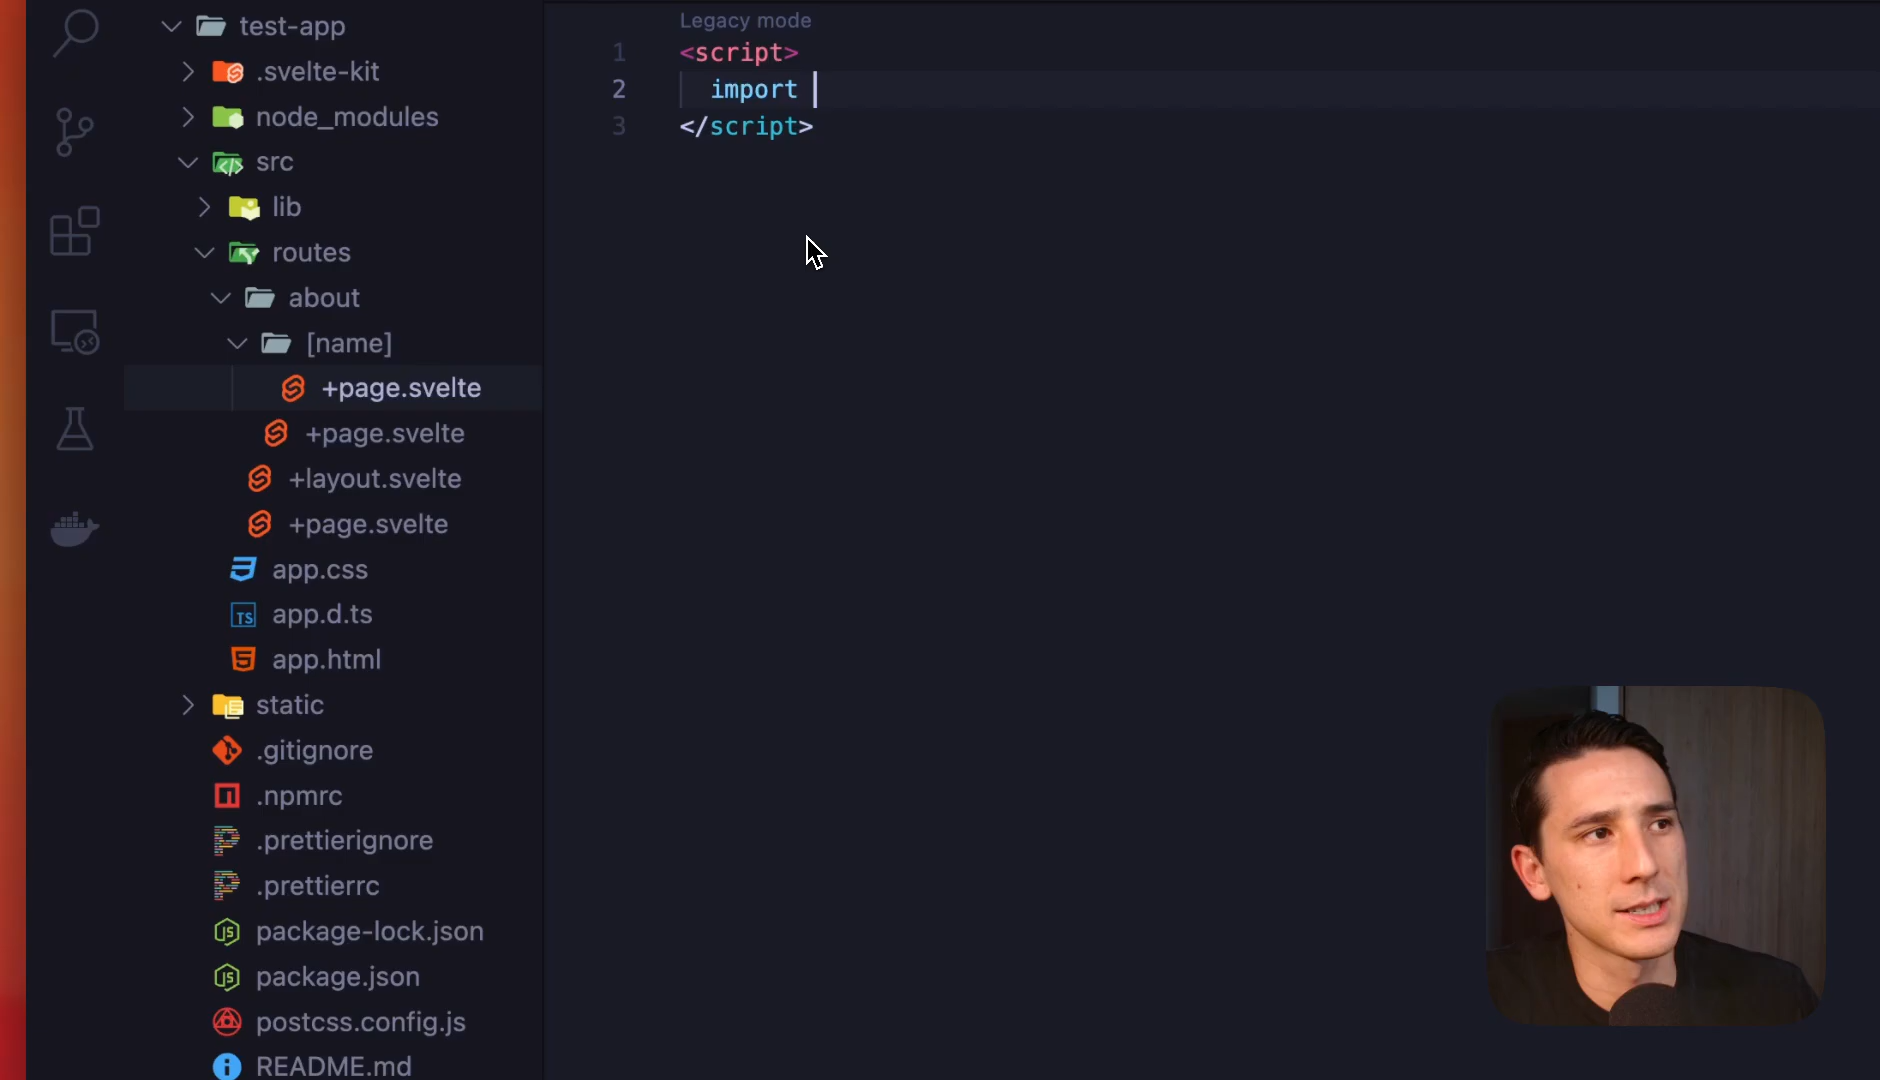 test-app
.svelte-kit
node_modules
src
lib
routes
about
[name]
+page.svelte
+page.svelte
+layout.svelte
+page.svelte
app.css
TS app.d.ts
app.html
static
.gitignore
.npmrc
.prettierignore
.prettierrc
package-lock.json
package.json
postcss.config.js
README.md
Legacy mode
1 <script>
2 import
3 </script>